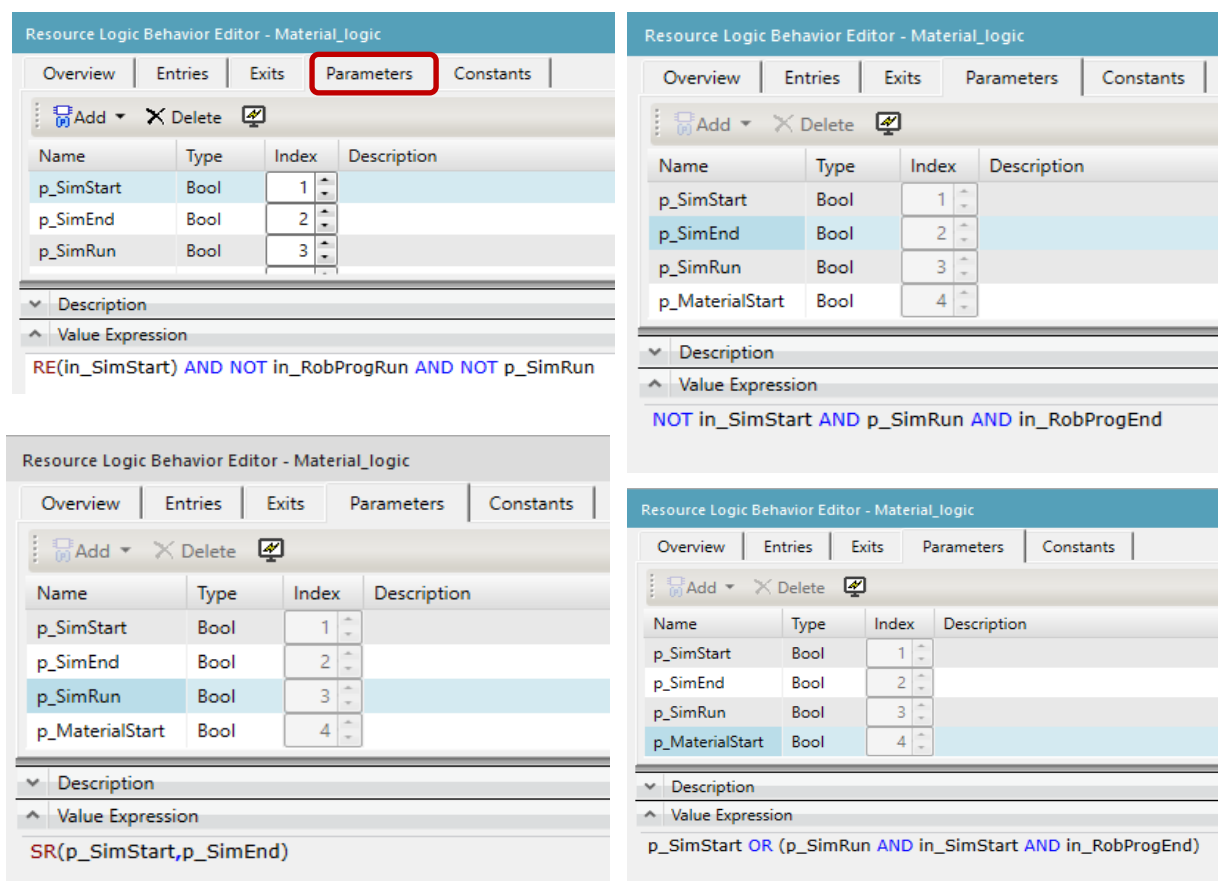 Resource Logic Behavior Editor - Material_logic
Overview Entries Exits Parameters Constants
Add Delete
Name Type Index Description
p_SimStart Bool 1
p_SimEnd Bool 2
p_SimRun Bool 3
Description
Value Expression
RE(in_SimStart) AND NOT in_RobProgRun AND NOT p_SimRun
Resource Logic Behavior Editor - Material_logic
Overview Entries Exits Parameters Constants
Add Delete
Name Type Index Description
p_SimStart Bool 1
p_SimEnd Bool 2
p_SimRun Bool 3
p_MaterialStart Bool 4
Description
Value Expression
NOT in_SimStart AND p_SimRun AND in_RobProgEnd
Resource Logic Behavior Editor - Material_logic
Overview Entries Exits Parameters Constants
Add Delete
Name Type Index Description
p_SimStart Bool 1
p_SimEnd Bool 2
p_SimRun Bool 3
p_MaterialStart Bool 4
Description
Value Expression
SR(p_SimStart,p_SimEnd)
Resource Logic Behavior Editor - Material_logic
Overview Entries Exits Parameters Constants
Add Delete
Name Type Index Description
p_SimStart Bool 1
p_SimEnd Bool 2
p_SimRun Bool 3
p_MaterialStart Bool 4
Description
Value Expression
p_SimStart OR (p_SimRun AND in_SimStart AND in_RobProgEnd)